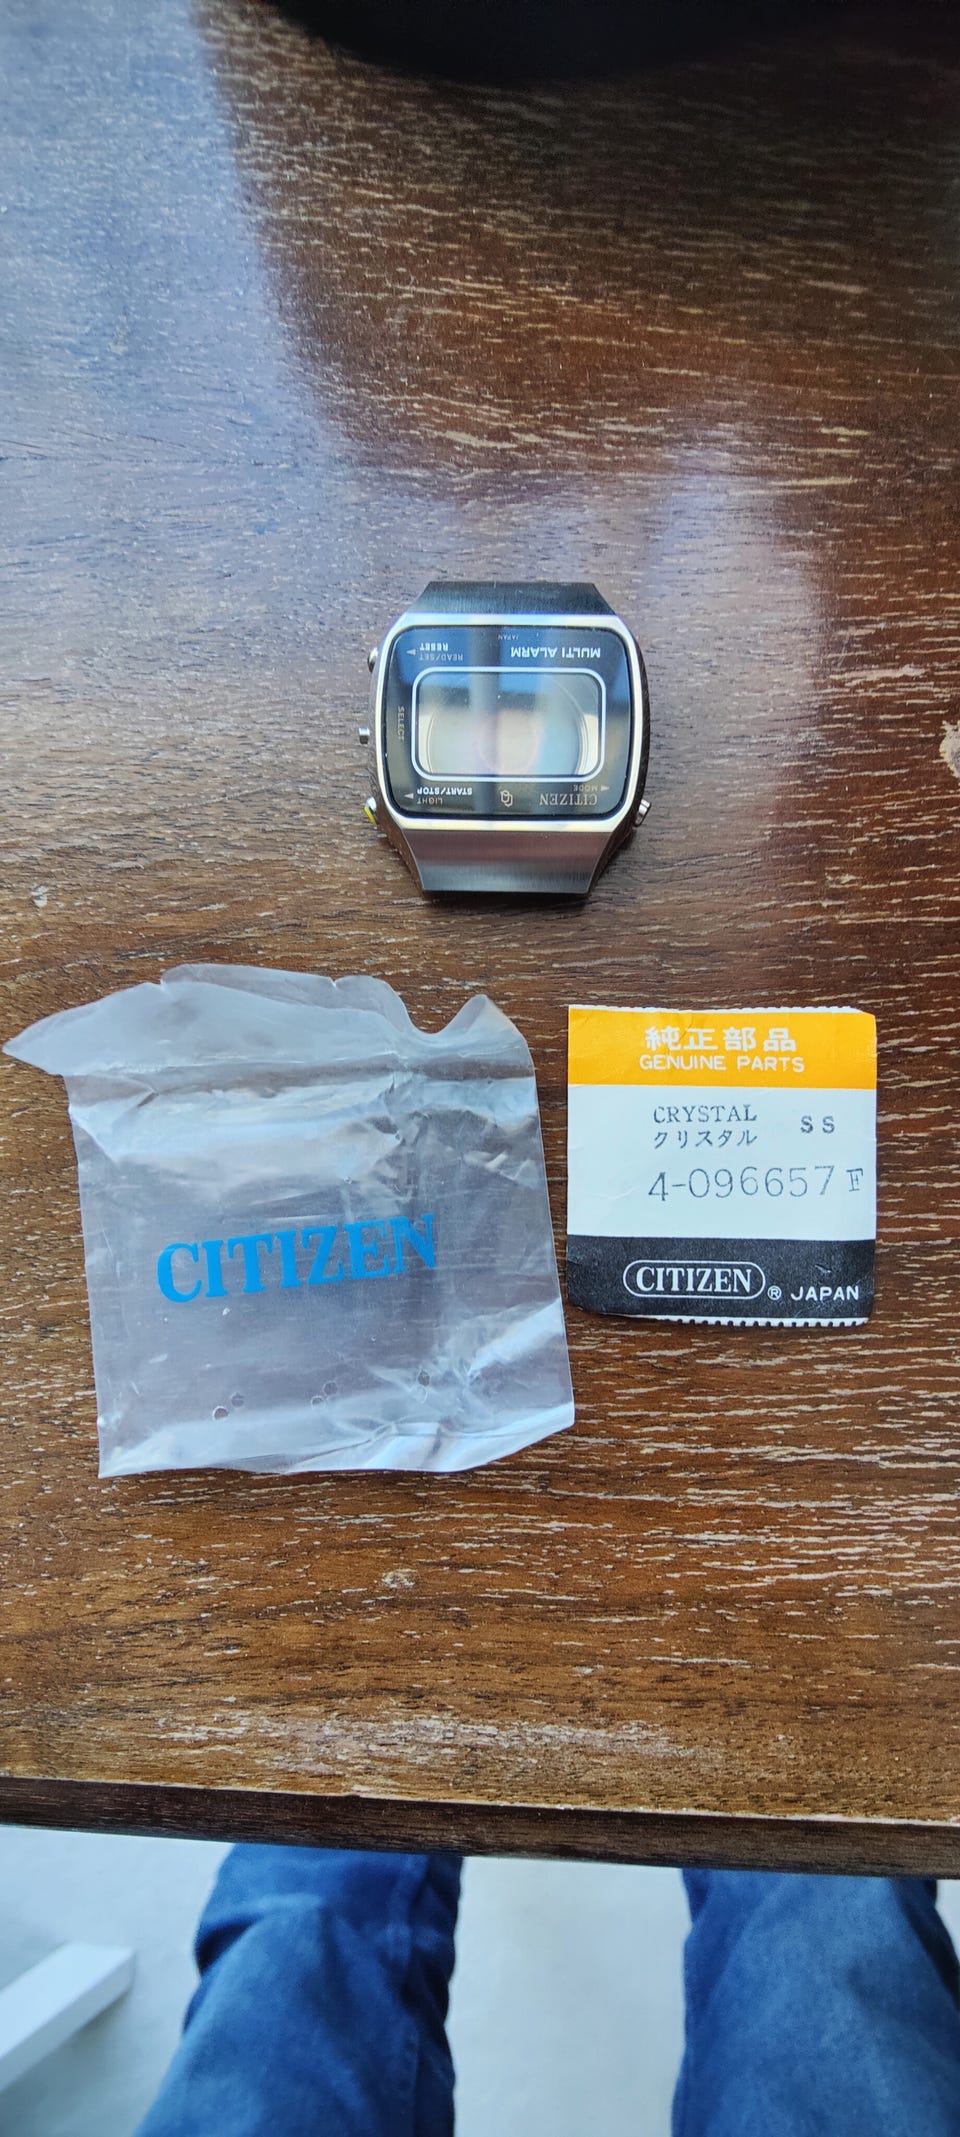 RESET
READ/SET
JAPAN
MULTI ALARM
SELECT
LIGHT
START/STOP
CITIZEN
MODE
CITIZEN
純正部品
GENUINE PARTS
CRYSTAL SS
クリスタル
4-096657 F
CITIZEN ® JAPAN